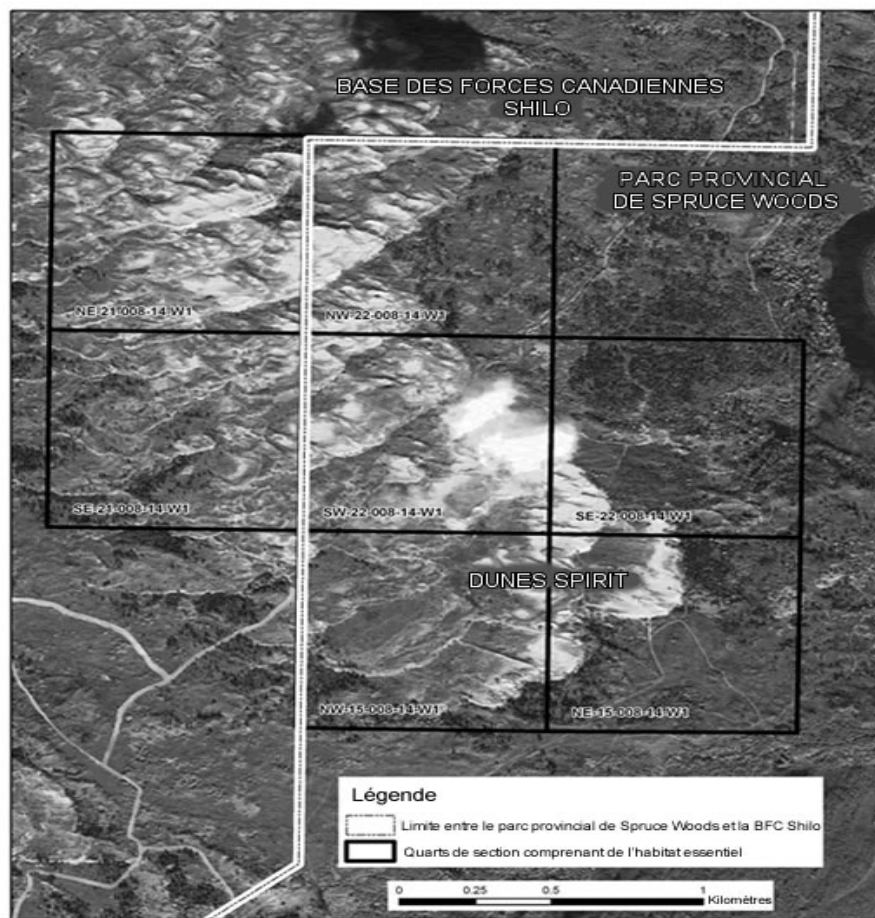 BASE DES FORCES CANADIENNES
SHILO
PARC PROVINCIAL
DE SPRUCE WOODS
NE-21-008-14-W1
NW-22-008-14-W1
SE-21-008-14-W1
SW-22-008-14-W1
SE-22-008-14-W1
DUNES SPIRIT
NW-15-008-14-W1
NE-15-008-14-W1
Légende
Limite entre le parc provincial de Spruce Woods et la BFC Shilo
Quarts de section comprenant de l'habitat essentiel
0 0.25 0.5 1
Kilomètres